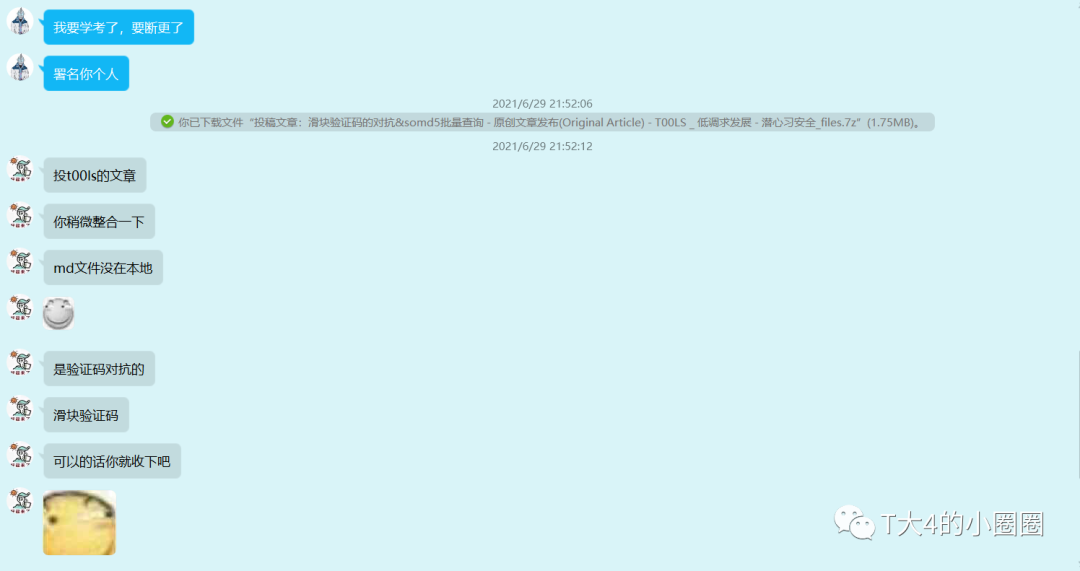 我要学考了，要断更了
署名你个人
2021/6/29 21:52:06
你已下载文件“投稿文章：滑块验证码的对抗&somd5批量查询 - 原创文章发布(Original Article) - T00LS _ 低调求发展 - 潜心习安全_files.7z”(1.75MB)。
2021/6/29 21:52:12
投t00ls的文章
你稍微整合一下
md文件没在本地
是验证码对抗的
滑块验证码
可以的话你就收下吧
T大4的小圈圈